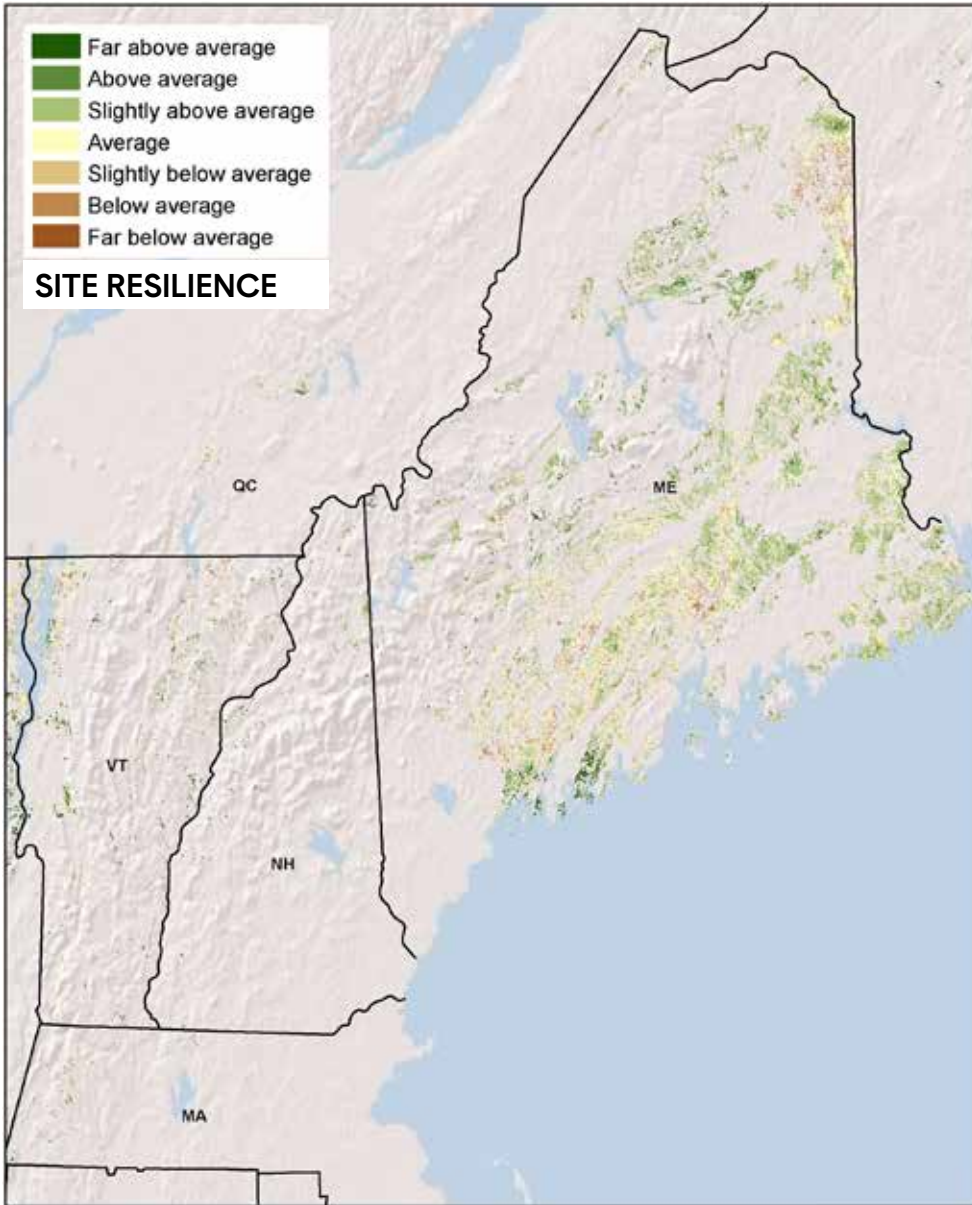 Far above average
Above average
Slightly above average
Average
Slightly below average
Below average
Far below average
SITE RESILIENCE
QC
ME
VT
NH
MA